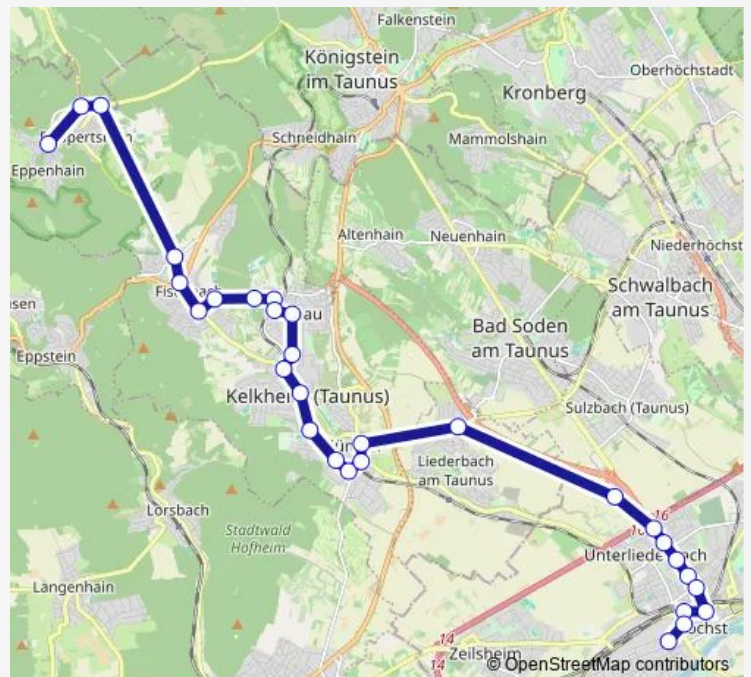 Falkenstein
Königstein
im Taunus
Oberhöchstadt
Kronberg
Schneidhain
Mammolshain
Eppenhain
Altenhain
Neuenhain
Niederhöchst
Schwalbach
am Taunus
Bad Soden
am Taunus
Eppstein
Kelkhe
(Taunus)
Sulzbach (Taunus)
Liederbach
am Taunus
Lorsbach
16
Stadtwald
Hofheim
Langenhain
14
Zeilsheim
14
© OpenStreetMap contributors